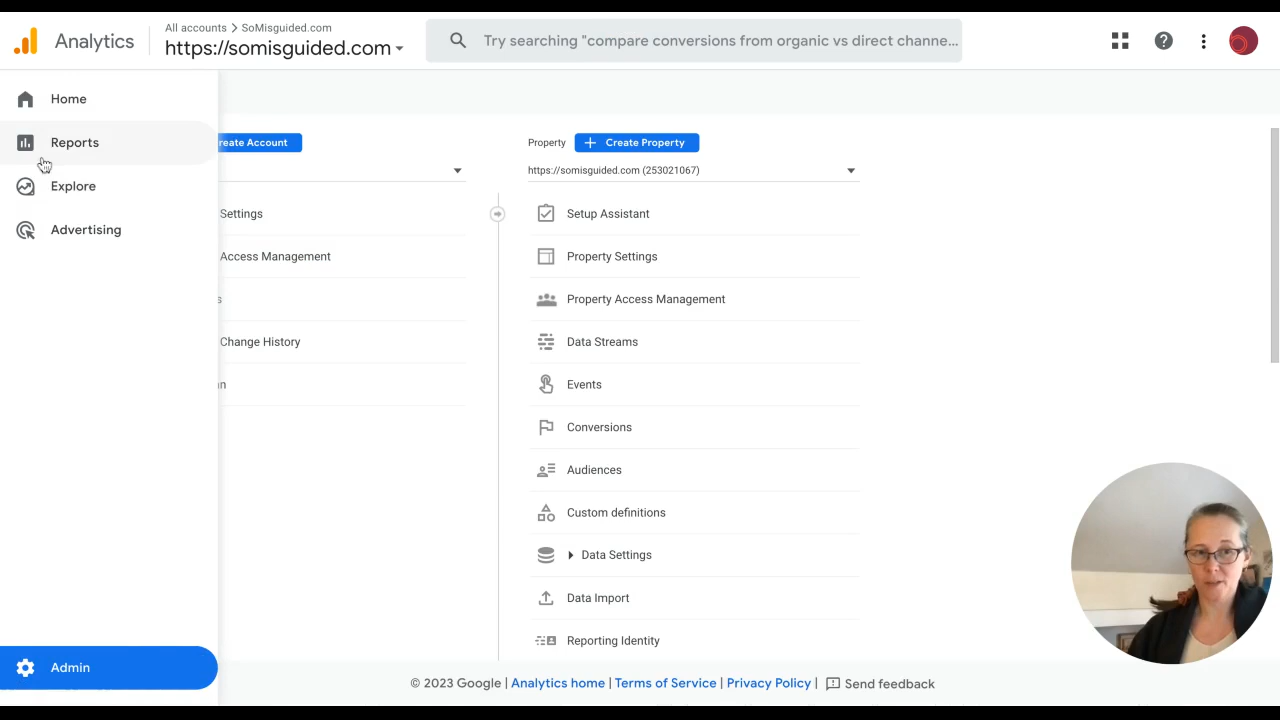 All accounts > SoMisguided.com
Analytics
https://somisguided.com
Try searching "compare conversions from organic vs direct channe...
Home
Reports
Explore
Advertising
Admin
reate Account
Settings
Access Management
s
Change History
n
Property
Create Property
https://somisguided.com (253021067)
Setup Assistant
Property Settings
Property Access Management
Data Streams
Events
Conversions
Audiences
Custom definitions
Data Settings
Data Import
Reporting Identity
© 2023 Google | Analytics home | Terms of Service | Privacy Policy | Send feedback